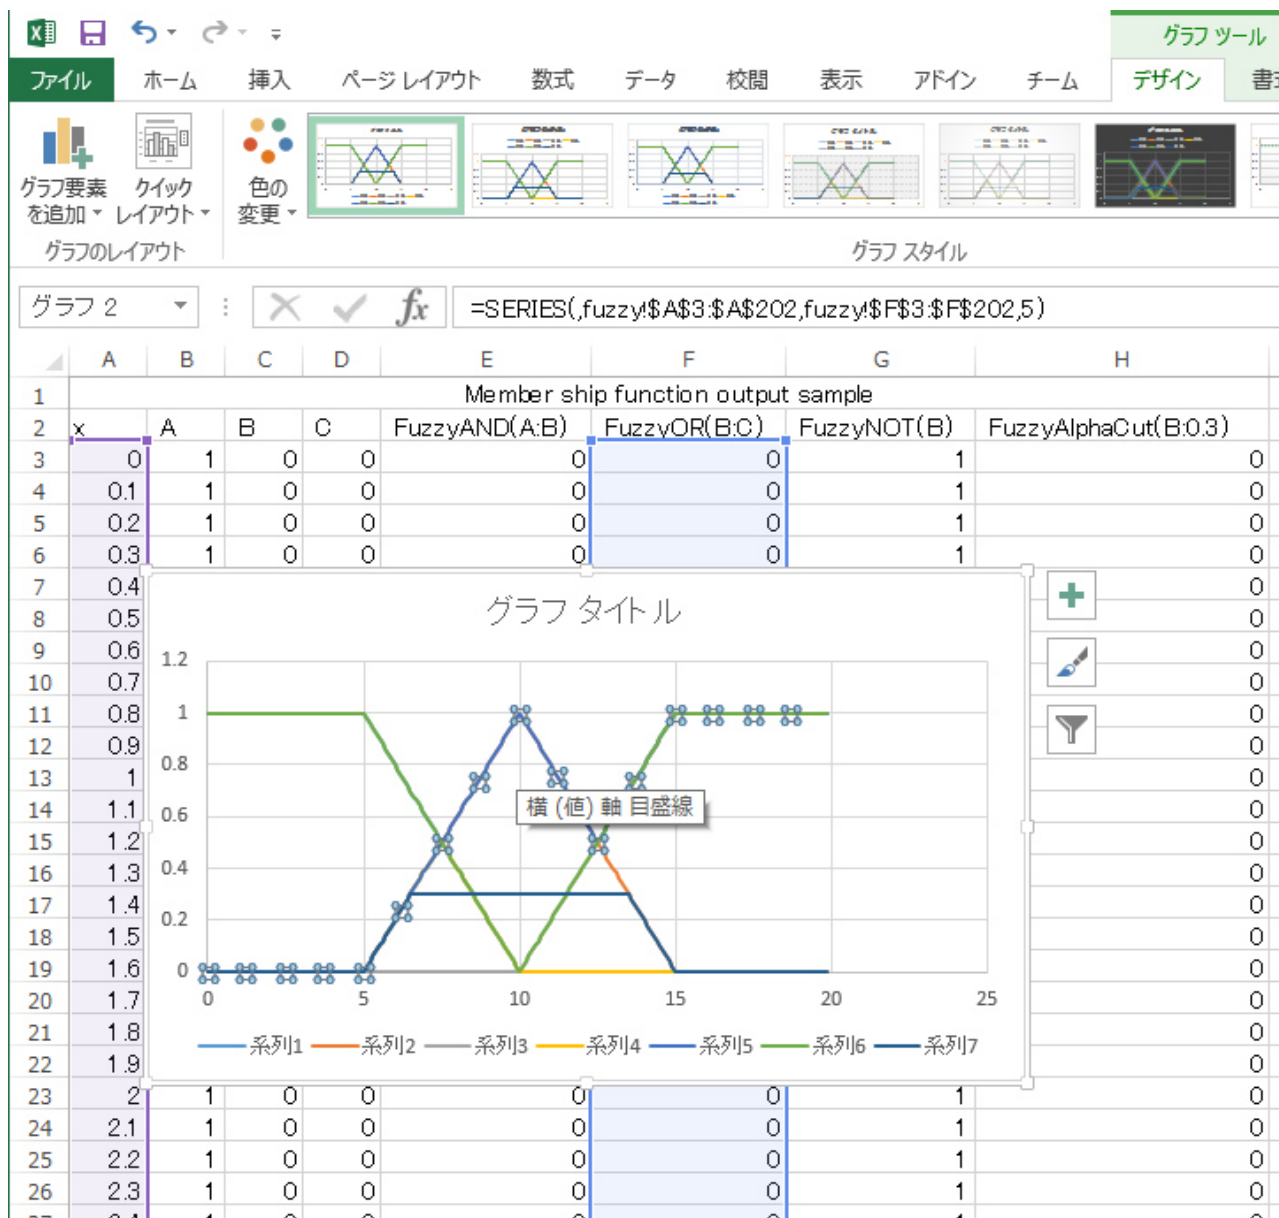 グラフ ツール
ファイル ホーム 挿入 ページ レイアウト 数式 データ 校閲 表示 アドイン チーム デザイン
グラフ要素を追加
クイック レイアウト
色の変更
グラフのレイアウト グラフ スタイル
グラフ 2 fx =SERIES(,fuzzy!$A$3:$A$202,fuzzy!$F$3:$F$202,5)
A B C D E F G H
1 Member ship function output sample
2 x A B C FuzzyAND(A:B) FuzzyOR(B:C) FuzzyNOT(B) FuzzyAlphaCut(B:0.3)
3 0 1 0 0 0 0 1 0
4 0.1 1 0 0 0 0 1 0
5 0.2 1 0 0 0 0 1 0
6 0.3 1 0 0 0 0 1 0
7 0.4 0
8 0.5 0
9 0.6 0
10 0.7 0
11 0.8 0
12 0.9 0
13 1 0
14 1.1 0
15 1.2 0
16 1.3 0
17 1.4 0
18 1.5 0
19 1.6 0
20 1.7 0
21 1.8 0
22 1.9 0
グラフ タイトル
1.2
1
0.8
0.6
0.4
0.2
0
横 (値) 軸 目盛線
0 5 10 15 20 25
系列1 系列2 系列3 系列4 系列5 系列6 系列7
23 2 1 0 0 0 0 1 0
24 2.1 1 0 0 0 0 1 0
25 2.2 1 0 0 0 0 1 0
26 2.3 1 0 0 0 0 1 0